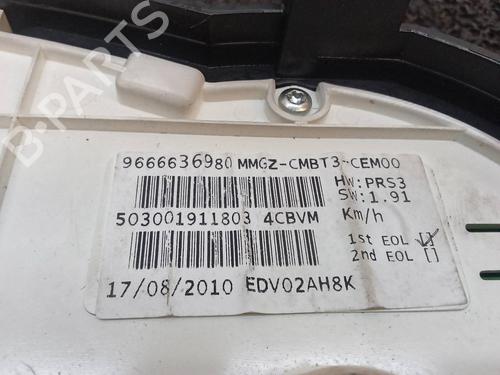 B-Parts
9666636980 MMGZ-CMBT3-CEM00
HW:PRS3
SW:1.91
503001911803 4CBVM
Km/h
1st EOL []
2nd EOL []
17/08/2010 EDV02AH8K